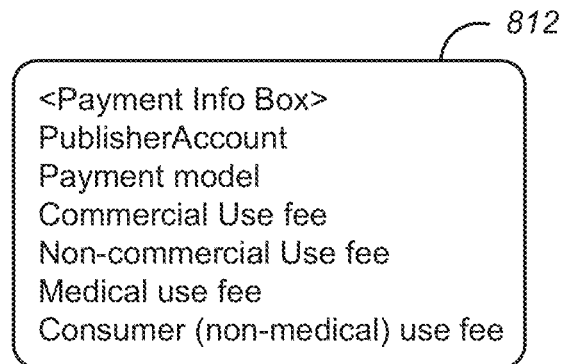 812
<Payment Info Box>
PublisherAccount
Payment model
Commercial Use fee
Non-commercial Use fee
Medical use fee
Consumer (non-medical) use fee